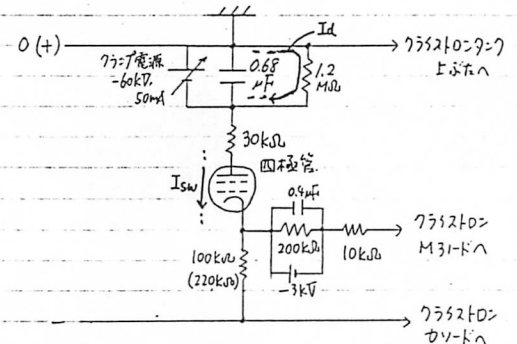 Id
0 (+)
クランプ電源
-60kV,
50mA
0.68
μF
1.2
MΩ
クライストロンタンク
上ぶたへ
30kΩ
四極管
Isw
0.4μF
200kΩ
10kΩ
-3kV
クライストロン
M3リードへ
100kΩ
(220kΩ)
クライストロン
カソードへ